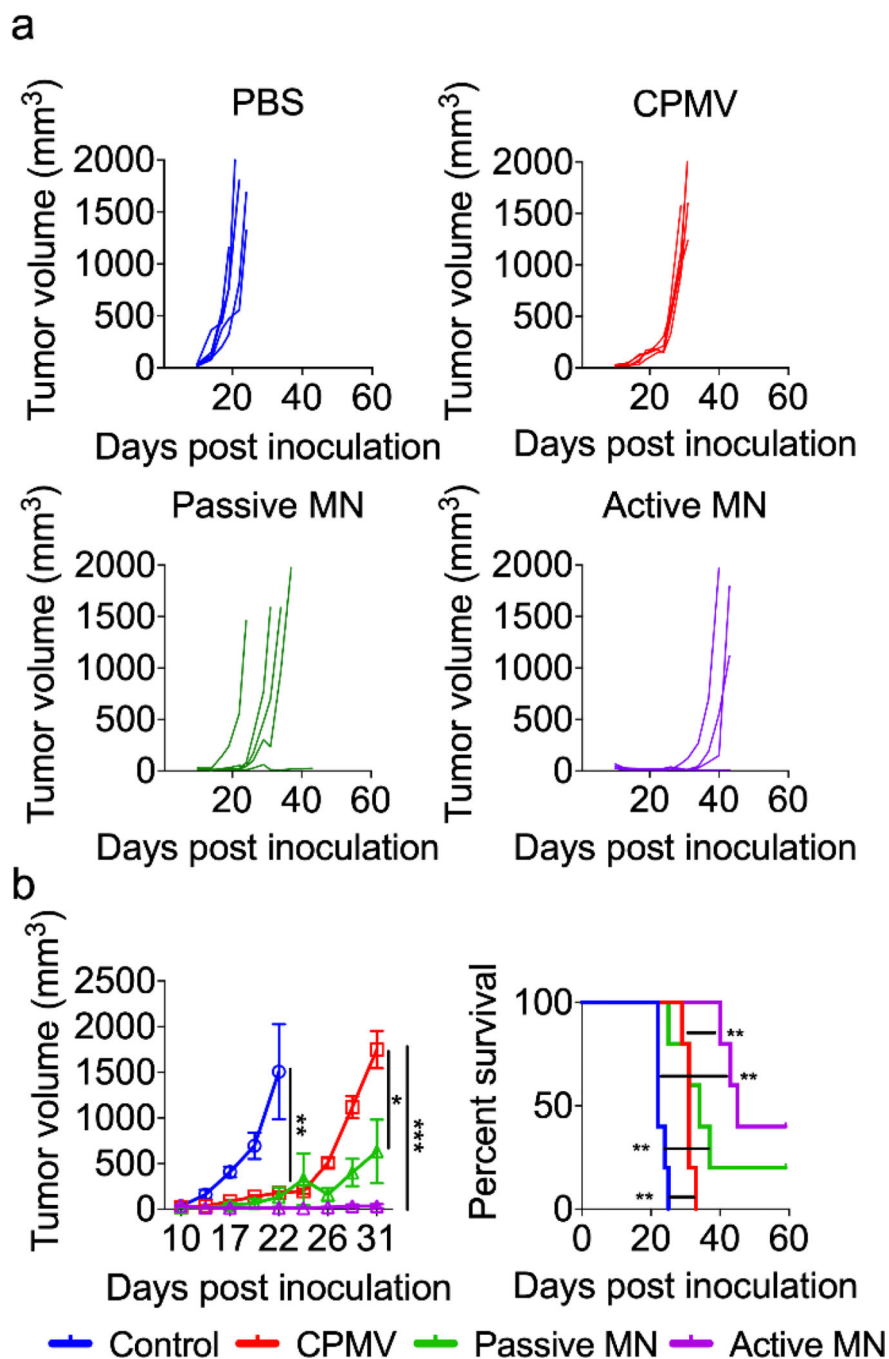 a
PBS
CPMV
Tumor volume (mm³)
2000
1500
1000
500
0
20 40 60
Days post inoculation
Tumor volume (mm³)
2000
1500
1000
500
0
20 40 60
Days post inoculation
Passive MN
Active MN
Tumor volume (mm³)
2000
1500
1000
500
0
20 40 60
Days post inoculation
Tumor volume (mm³)
2000
1500
1000
500
0
20 40 60
Days post inoculation
b
Tumor volume (mm³)
2500
2000
1500
1000
500
0
10 17 22 26 31
Days post inoculation
**
*
***
Percent survival
100
50
0
0 20 40 60
Days post inoculation
**
**
**
**
Control CPMV Passive MN Active MN